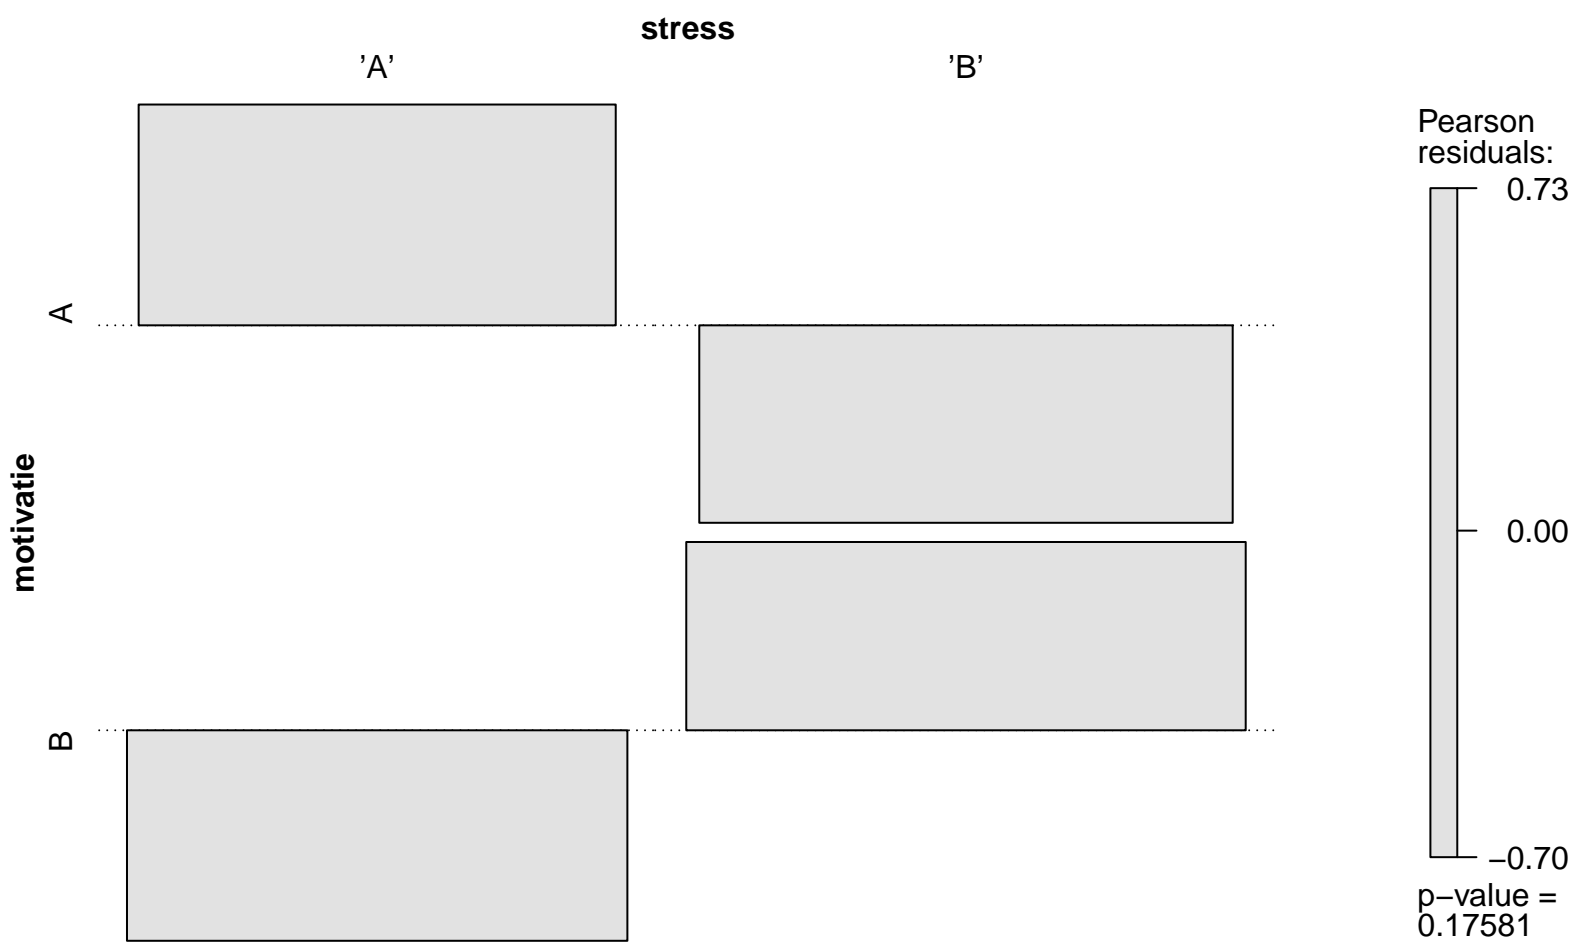 stress
’A’
’B’
motivatie
A
B
Pearson
residuals:
0.73
0.00
−0.70
p−value =
0.17581